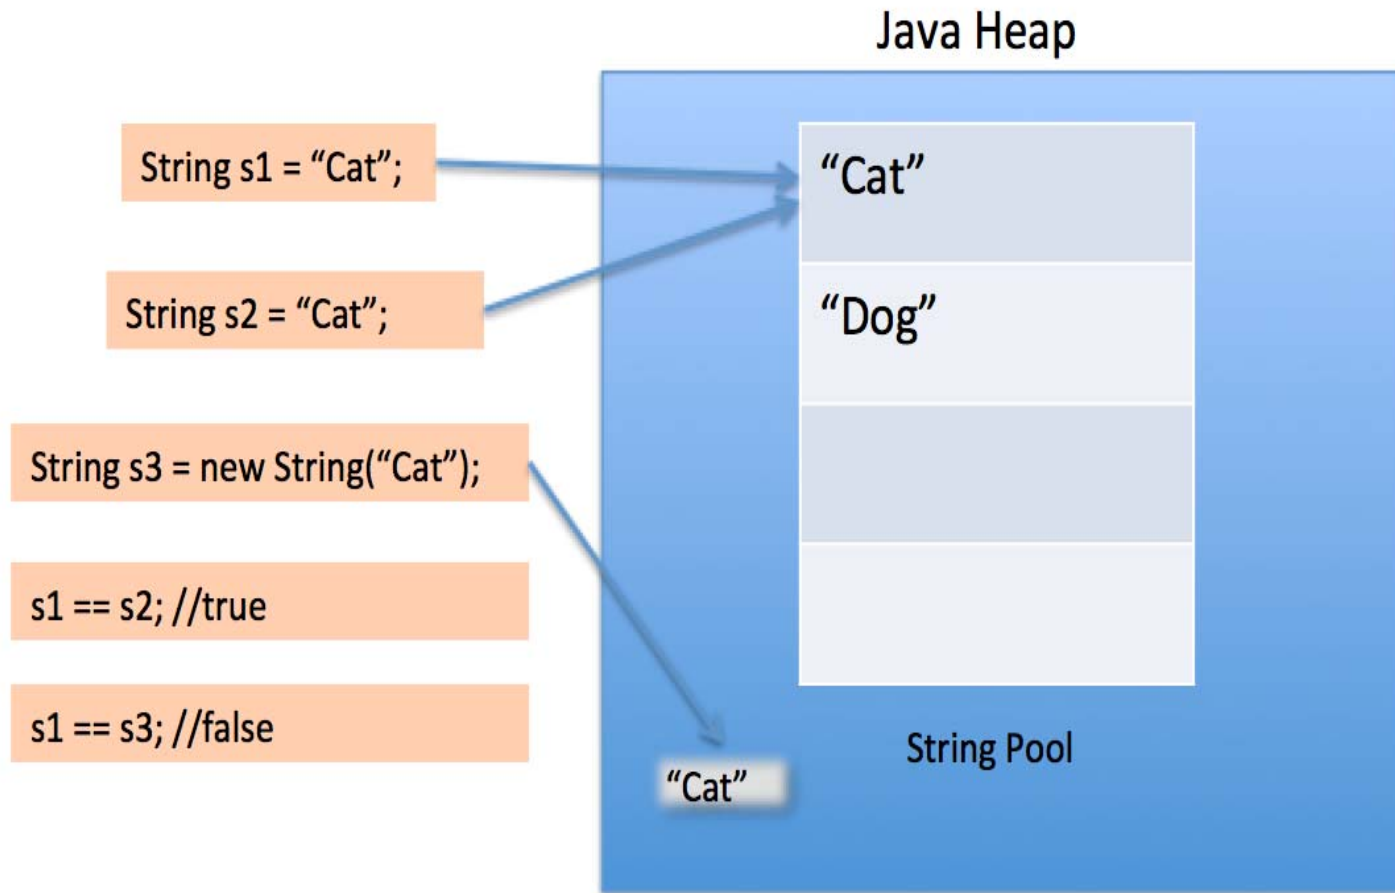 Java Heap
String s1 = “Cat”;
String s2 = “Cat”;
String s3 = new String(“Cat”);
s1 == s2; //true
s1 == s3; //false
“Cat”
“Dog”
String Pool
“Cat”